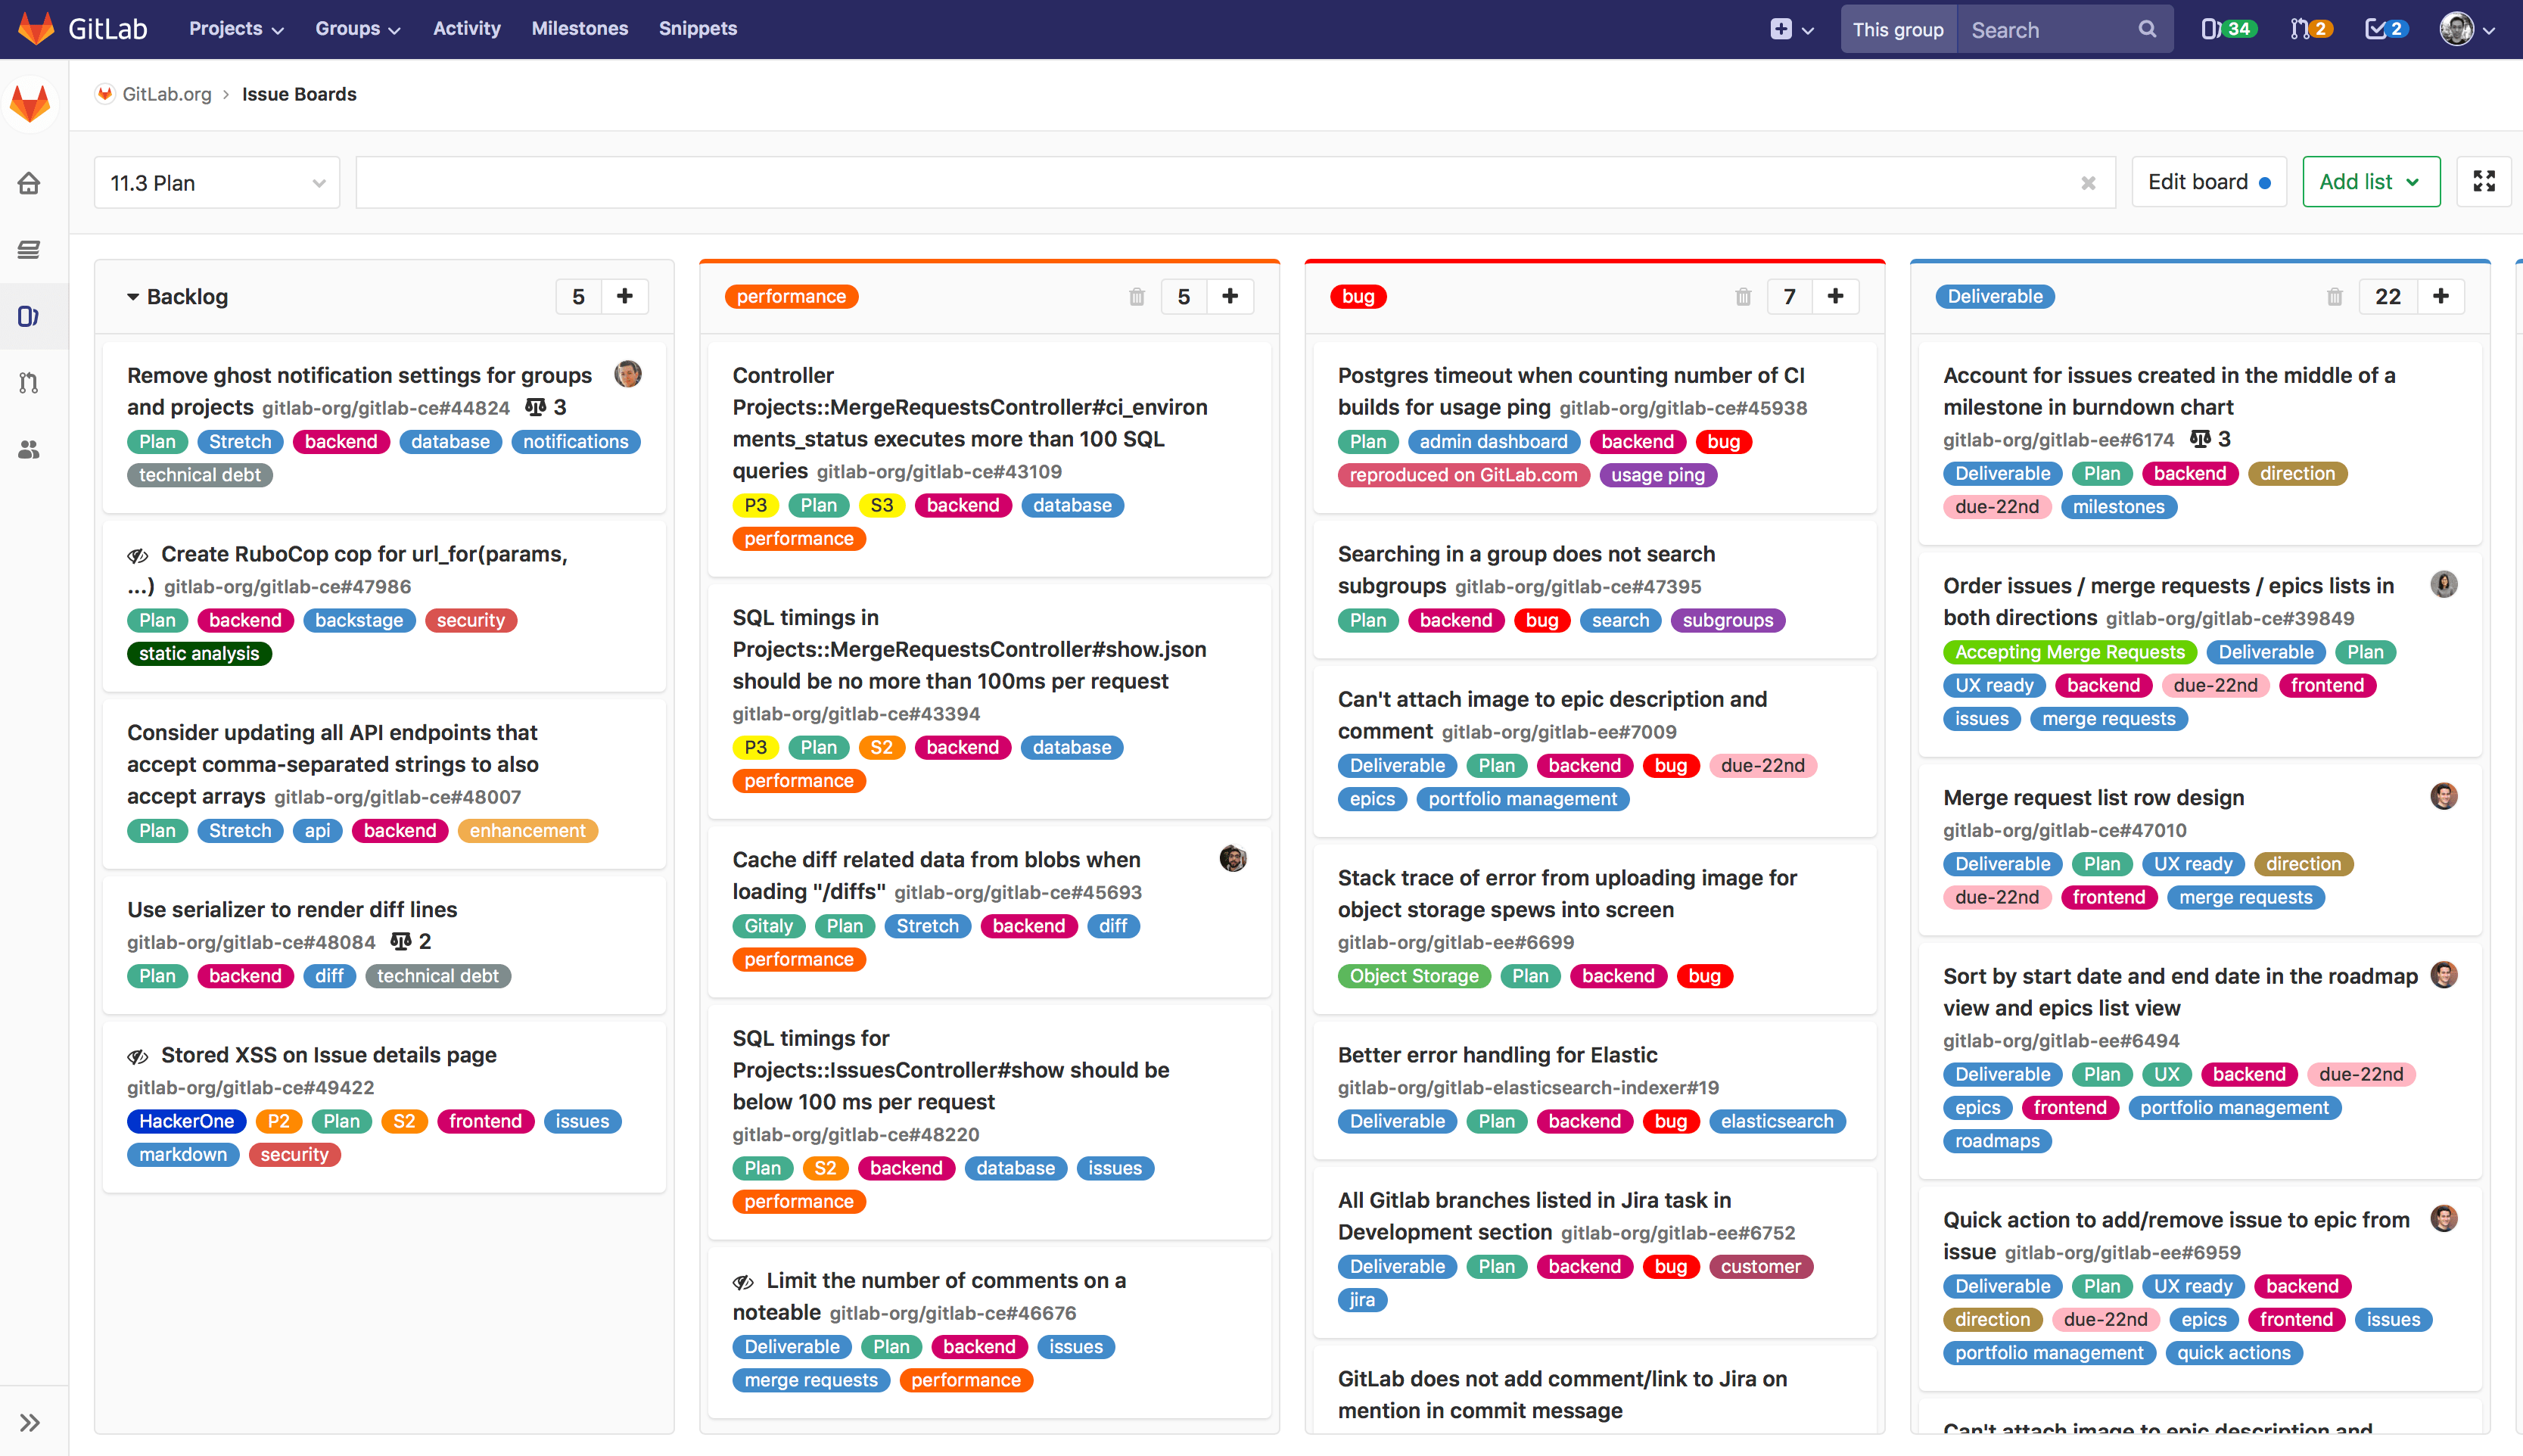 GitLab Projects Groups Activity Milestones Snippets This group Search 34 2 2
GitLab.org › Issue Boards
11.3 Plan Edit board Add list
Backlog 5
Remove ghost notification settings for groups
and projects gitlab-org/gitlab-ce#44824 3
Plan Stretch backend database notifications
technical debt
Create RuboCop cop for url_for(params,
...) gitlab-org/gitlab-ce#47986
Plan backend backstage security
static analysis
Consider updating all API endpoints that
accept comma-separated strings to also
accept arrays gitlab-org/gitlab-ce#48007
Plan Stretch api backend enhancement
Use serializer to render diff lines
gitlab-org/gitlab-ce#48084 2
Plan backend diff technical debt
Stored XSS on Issue details page
gitlab-org/gitlab-ce#49422
HackerOne P2 Plan S2 frontend issues
markdown security
performance 5
Controller
Projects::MergeRequestsController#ci_environ
ments_status executes more than 100 SQL
queries gitlab-org/gitlab-ce#43109
P3 Plan S3 backend database
performance
SQL timings in
Projects::MergeRequestsController#show.json
should be no more than 100ms per request
gitlab-org/gitlab-ce#43394
P3 Plan S2 backend database
performance
Cache diff related data from blobs when
loading "/diffs" gitlab-org/gitlab-ce#45693
Gitaly Plan Stretch backend diff
performance
SQL timings for
Projects::IssuesController#show should be
below 100 ms per request
gitlab-org/gitlab-ce#48220
Plan S2 backend database issues
performance
Limit the number of comments on a
noteable gitlab-org/gitlab-ce#46676
Deliverable Plan backend issues
merge requests performance
bug 7
Postgres timeout when counting number of CI
builds for usage ping gitlab-org/gitlab-ce#45938
Plan admin dashboard backend bug
reproduced on GitLab.com usage ping
Searching in a group does not search
subgroups gitlab-org/gitlab-ce#47395
Plan backend bug search subgroups
Can't attach image to epic description and
comment gitlab-org/gitlab-ee#7009
Deliverable Plan backend bug due-22nd
epics portfolio management
Stack trace of error from uploading image for
object storage spews into screen
gitlab-org/gitlab-ee#6699
Object Storage Plan backend bug
Better error handling for Elastic
gitlab-org/gitlab-elasticsearch-indexer#19
Deliverable Plan backend bug elasticsearch
All Gitlab branches listed in Jira task in
Development section gitlab-org/gitlab-ee#6752
Deliverable Plan backend bug customer
jira
GitLab does not add comment/link to Jira on
mention in commit message
Deliverable 22
Account for issues created in the middle of a
milestone in burndown chart
gitlab-org/gitlab-ee#6174 3
Deliverable Plan backend direction
due-22nd milestones
Order issues / merge requests / epics lists in
both directions gitlab-org/gitlab-ce#39849
Accepting Merge Requests Deliverable Plan
UX ready backend due-22nd frontend
issues merge requests
Merge request list row design
gitlab-org/gitlab-ce#47010
Deliverable Plan UX ready direction
due-22nd frontend merge requests
Sort by start date and end date in the roadmap
view and epics list view
gitlab-org/gitlab-ee#6494
Deliverable Plan UX backend due-22nd
epics frontend portfolio management
roadmaps
Quick action to add/remove issue to epic from
issue gitlab-org/gitlab-ee#6959
Deliverable Plan UX ready backend
direction due-22nd epics frontend issues
portfolio management quick actions
Can't attach image to epic description and